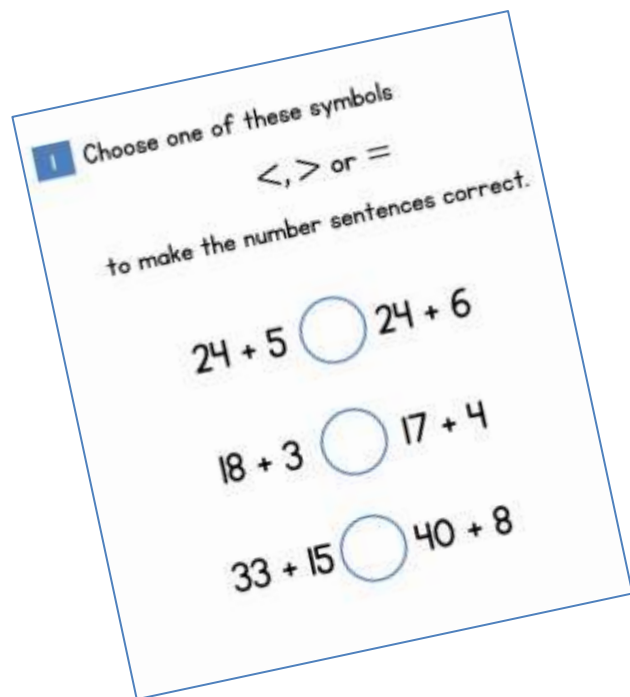 1 Choose one of these symbols
<, > or =
to make the number sentences correct.
24 + 5 24 + 6
18 + 3 17 + 4
33 + 15 40 + 8